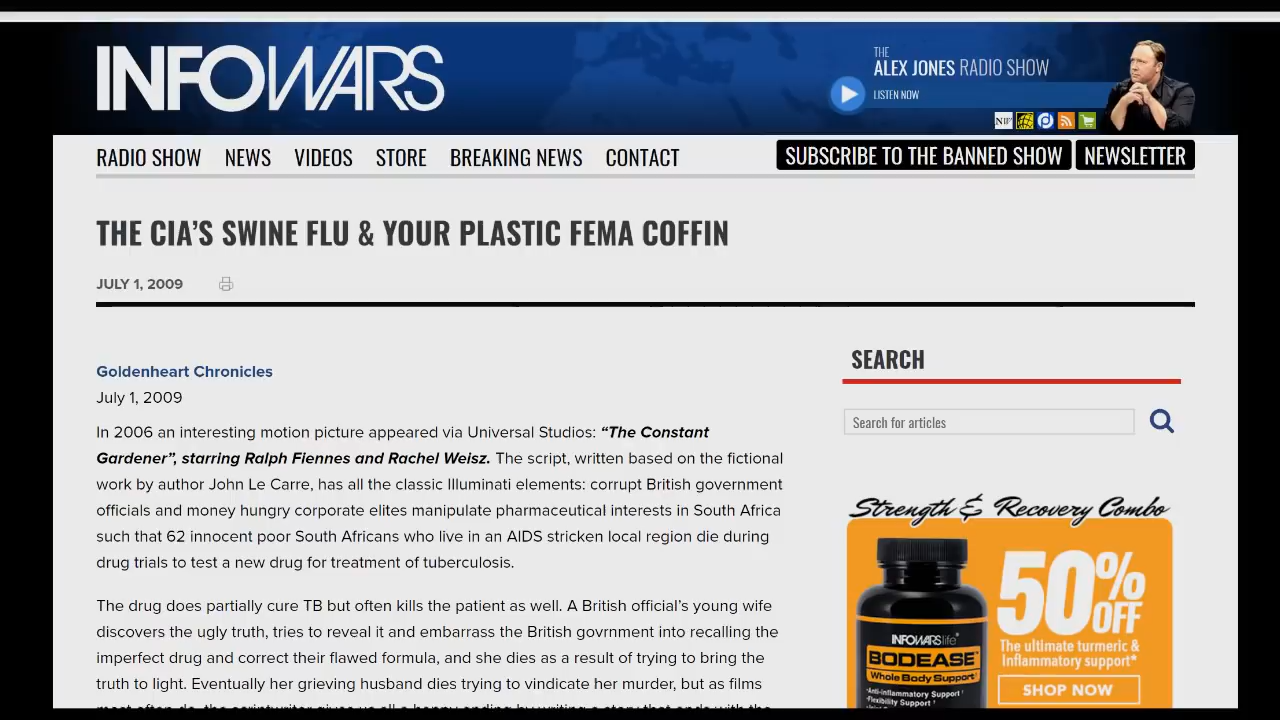 INFOWARS
THE
ALEX JONES RADIO SHOW
LISTEN NOW
RADIO SHOW NEWS VIDEOS STORE BREAKING NEWS CONTACT SUBSCRIBE TO THE BANNED SHOW NEWSLETTER
THE CIA'S SWINE FLU & YOUR PLASTIC FEMA COFFIN
JULY 1, 2009
Goldenheart Chronicles
July 1, 2009
In 2006 an interesting motion picture appeared via Universal Studios: “The Constant
Gardener”, starring Ralph Fiennes and Rachel Weisz. The script, written based on the fictional
work by author John Le Carre, has all the classic Illuminati elements: corrupt British government
officials and money hungry corporate elites manipulate pharmaceutical interests in South Africa
such that 62 innocent poor South Africans who live in an AIDS stricken local region die during
drug trials to test a new drug for treatment of tuberculosis.
The drug does partially cure TB but often kills the patient as well. A British official's young wife
discovers the ugly truth, tries to reveal it and embarrass the British govrnment into recalling the
imperfect drug and correct their flawed formula, and she dies as a result of trying to bring the
truth to light. Eventually her grieving husband dies trying to vindicate her murder, but as films
SEARCH
Search for articles
Strength & Recovery Combo
50% OFF
The ultimate turmeric &
Inflammatory support*
SHOP NOW
INFOWARS life
BODEASE
Whole Body Support
Anti-inflammatory Support
Flexibility Support